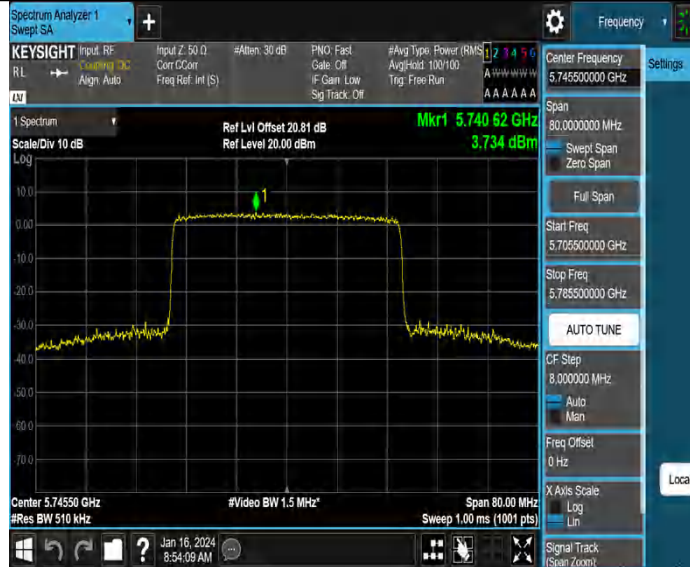 Spectrum Analyzer 1
Swept SA
+
Frequency
KEYSIGHT
RL
Input: RF
Coupling: DC
Align: Auto
Input Z: 50 Ω
Corr CCorr
Freq Ref: Int (S)
#Atten: 30 dB
PNO: Fast
Gate: Off
IF Gain: Low
Sig Track: Off
#Avg Type: Power (RMS
Avg|Hold: 100/100
Trig: Free Run
1 2 3 4 5 6
A W W W W W
A A A A A A
LXI
1 Spectrum
Scale/Div 10 dB
Ref Lvl Offset 20.81 dB
Ref Level 20.00 dBm
Mkr1 5.740 62 GHz
3.734 dBm
Log
10.0
0.00
-10.0
-20.0
-30.0
-40.0
-50.0
-60.0
-70.0
1
Center 5.74550 GHz
#Res BW 510 kHz
#Video BW 1.5 MHz*
Span 80.00 MHz
Sweep 1.00 ms (1001 pts)
?
Jan 16, 2024
8:54:09 AM
Center Frequency
5.745500000 GHz
Settings
Span
80.0000000 MHz
Swept Span
Zero Span
Full Span
Start Freq
5.705500000 GHz
Stop Freq
5.785500000 GHz
AUTO TUNE
CF Step
8.000000 MHz
Auto
Man
Freq Offset
0 Hz
X Axis Scale
Log
Lin
Loca
Signal Track
(Span Zoom)